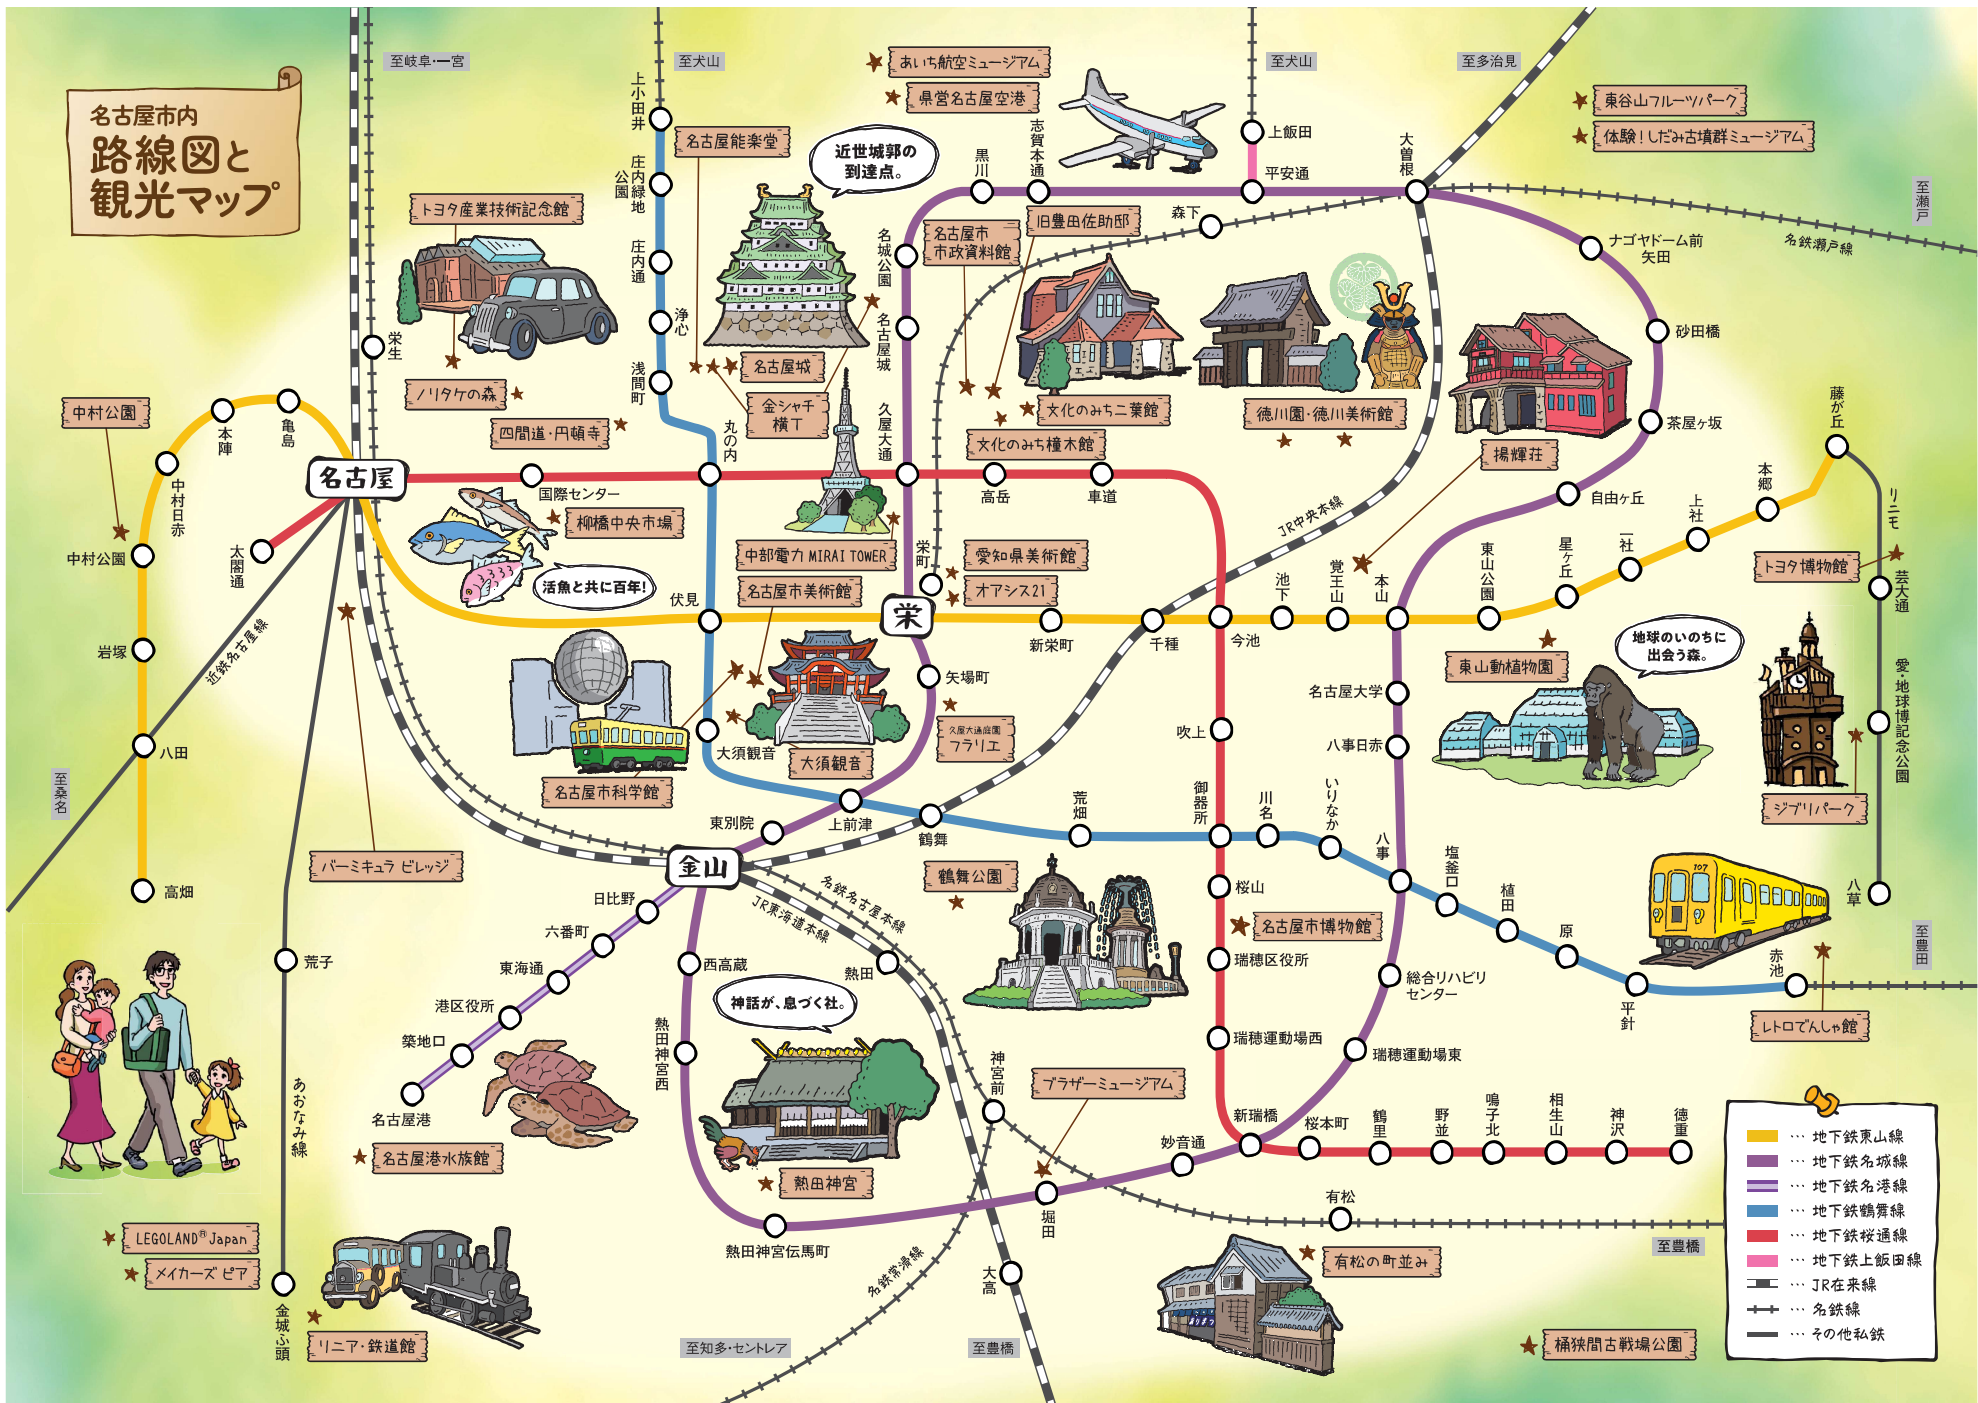 名古屋市内
路線図と
観光マップ
至岐阜・一宮
至犬山
あいち航空ミュージアム
県営名古屋空港
至犬山
至多治見
東谷山フルーツパーク
体験！しだみ古墳群ミュージアム
至瀬戸
名鉄瀬戸線
上小田井
庄内緑地
公園
庄内通
浄心
浅間町
丸の内
名古屋能楽堂
近世城郭の
到達点。
黒川
志賀本通
上飯田
平安通
大曽根
森下
ナゴヤドーム前
矢田
砂田橋
茶屋ヶ坂
自由ヶ丘
トヨタ産業技術記念館
ノリタケの森
四間道・円頓寺
栄生
名城公園
名古屋城
久屋大通
名古屋市
市政資料館
旧豊田佐助邸
名古屋城
金シャチ
横丁
文化のみち二葉館
文化のみち橦木館
徳川園・徳川美術館
揚輝荘
中村公園
本陣
亀島
中村日赤
中村公園
名古屋
太閤通
岩塚
八田
高畑
至桑名
近鉄名古屋線
国際センター
柳橋中央市場
活魚と共に百年！
高岳
車道
JR中央本線
中部電力 MIRAI TOWER
名古屋市美術館
栄町
愛知県美術館
オアシス21
伏見
栄
新栄町
千種
今池
池下
覚王山
本山
東山公園
星ヶ丘
一社
上社
本郷
藤が丘
リニモ
トヨタ博物館
芸大通
愛・地球博記念公園
ジブリパーク
八草
至豊田
地球のいのちに
出会う森。
東山動植物園
名古屋大学
八事日赤
矢場町
久屋大通庭園
フラリエ
大須観音
大須観音
名古屋市科学館
吹上
御器所
荒畑
川名
いりなか
八事
塩釜口
植田
原
平針
赤池
レトロでんしゃ館
107
東別院
上前津
鶴舞
金山
鶴舞公園
バーミキュラ ビレッジ
日比野
六番町
東海通
港区役所
築地口
名古屋港
名古屋港水族館
名鉄名古屋本線
JR東海道本線
西高蔵
熱田
熱田神宮西
神話が、息づく社。
熱田神宮
神宮前
熱田神宮伝馬町
桜山
名古屋市博物館
瑞穂区役所
瑞穂運動場西
総合リハビリ
センター
瑞穂運動場東
新瑞橋
妙音通
堀田
ブラザーミュージアム
桜本町
鶴里
野並
鳴子北
相生山
神沢
徳重
荒子
あおなみ線
金城ふ頭
LEGOLAND® Japan
メイカーズ ピア
リニア・鉄道館
名鉄常滑線
大高
至知多・セントレア
至豊橋
有松
至豊橋
有松の町並み
桶狭間古戦場公園
… 地下鉄東山線
… 地下鉄名城線
… 地下鉄名港線
… 地下鉄鶴舞線
… 地下鉄桜通線
… 地下鉄上飯田線
… JR在来線
… 名鉄線
… その他私鉄